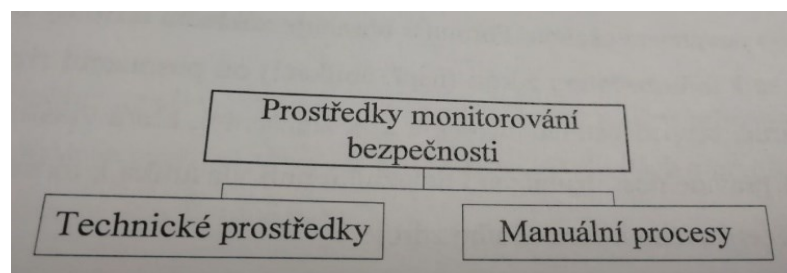 Prostředky monitorování
bezpečnosti
Technické prostředky
Manuální procesy